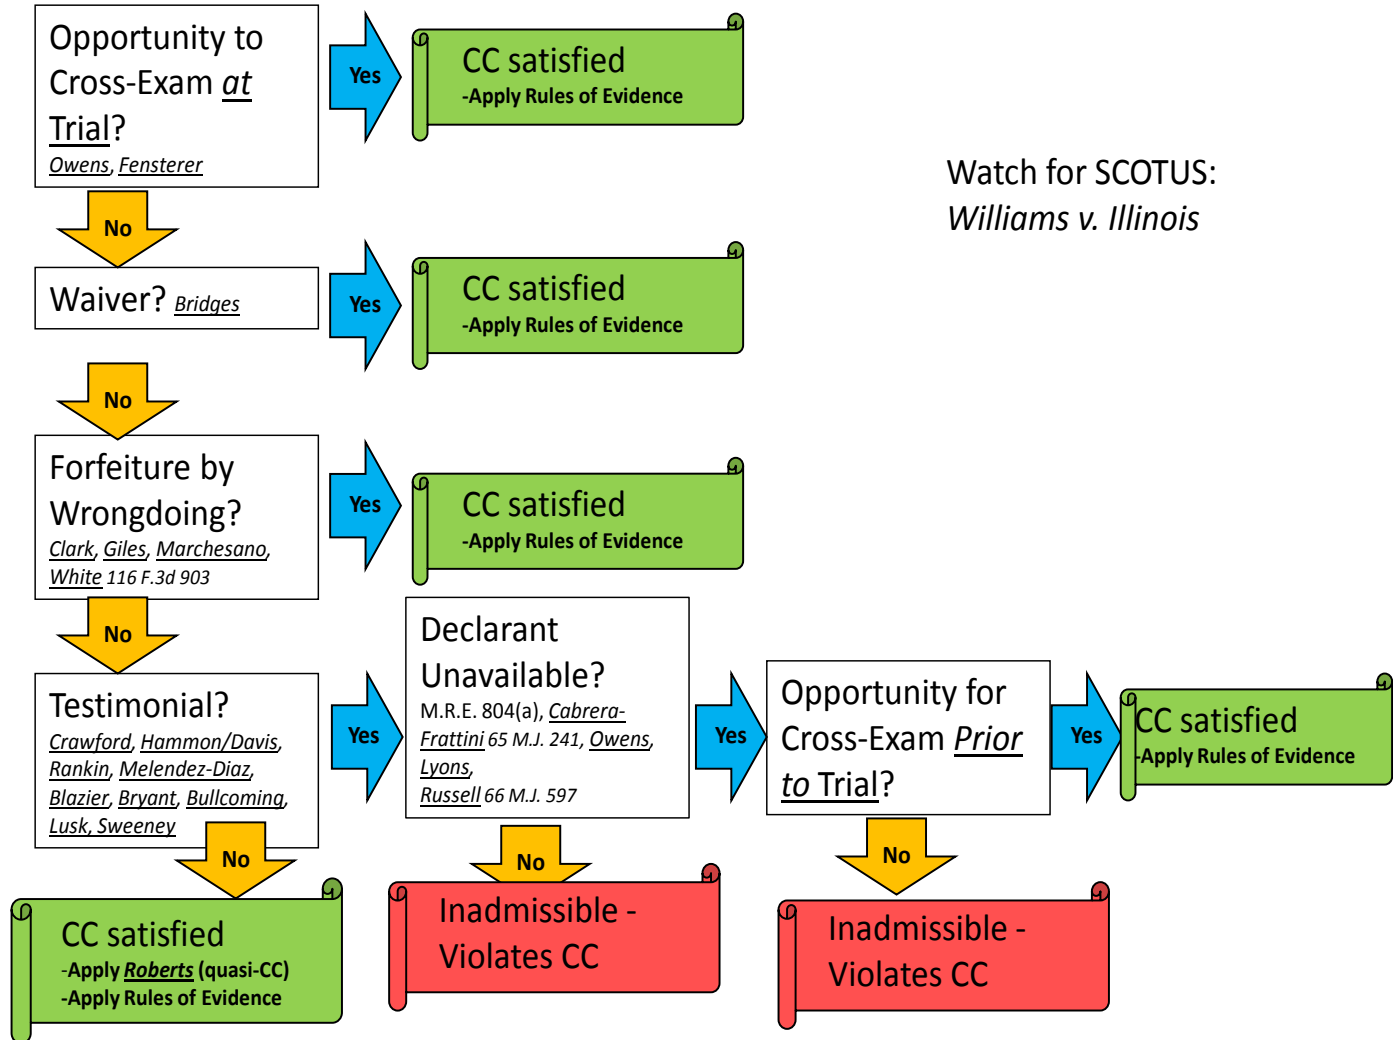 Opportunity to
Cross-Exam at
Trial?
Owens, Fensterer
Yes
CC satisfied
-Apply Rules of Evidence
Watch for SCOTUS:
Williams v. Illinois
No
Waiver? Bridges
Yes
CC satisfied
-Apply Rules of Evidence
No
Forfeiture by
Wrongdoing?
Clark, Giles, Marchesano,
White 116 F.3d 903
Yes
CC satisfied
-Apply Rules of Evidence
No
Testimonial?
Crawford, Hammon/Davis,
Rankin, Melendez-Diaz,
Blazier, Bryant, Bullcoming,
Lusk, Sweeney
Yes
Declarant
Unavailable?
M.R.E. 804(a), Cabrera-
Frattini 65 M.J. 241, Owens,
Lyons,
Russell 66 M.J. 597
Yes
Opportunity for
Cross-Exam Prior
to Trial?
Yes
CC satisfied
-Apply Rules of Evidence
No
CC satisfied
-Apply Roberts (quasi-CC)
-Apply Rules of Evidence
No
Inadmissible -
Violates CC
No
Inadmissible -
Violates CC